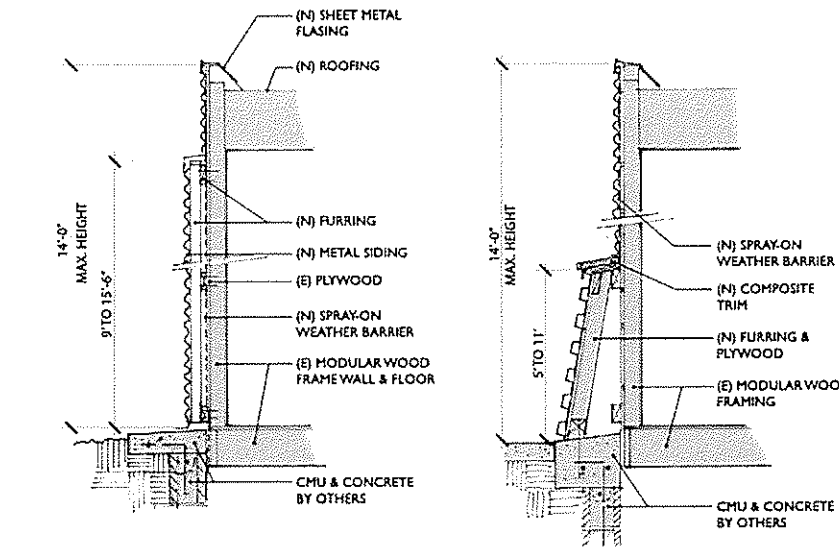 (N) SHEET METAL
FLASING
(N) ROOFING
14'-0"
MAX. HEIGHT
9' TO 15'-6"
(N) FURRING
(N) METAL SIDING
(E) PLYWOOD
(N) SPRAY-ON
WEATHER BARRIER
(E) MODULAR WOOD
FRAME WALL & FLOOR
CMU & CONCRETE
BY OTHERS
14'-0"
MAX. HEIGHT
5' TO 11'
(N) SPRAY-ON
WEATHER BARRIER
(N) COMPOSITE
TRIM
(N) FURRING &
PLYWOOD
(E) MODULAR WOO
FRAMING
CMU & CONCRETE
BY OTHERS